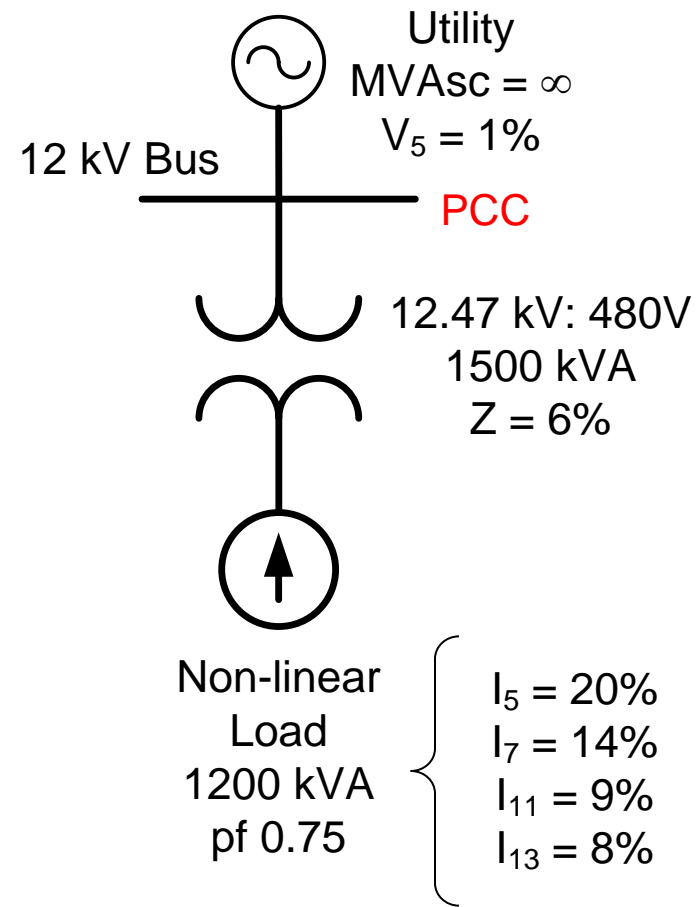 Utility
MVAsc = ∞
V₅ = 1%
12 kV Bus
PCC
12.47 kV: 480V
1500 kVA
Z = 6%
Non-linear
Load
1200 kVA
pf 0.75
I₅ = 20%
I₇ = 14%
I₁₁ = 9%
I₁₃ = 8%